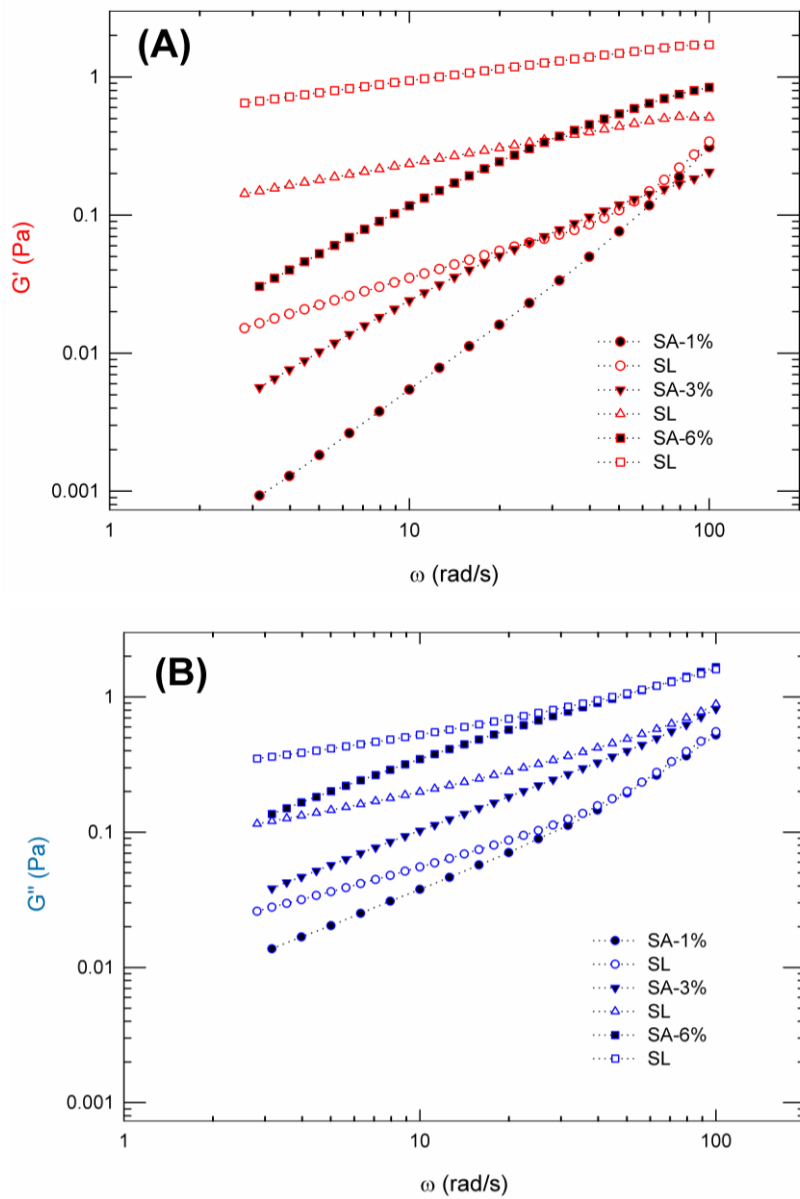 (A)
1
0.1
0.01
0.001
G' (Pa)
SA-1%
SL
SA-3%
SL
SA-6%
SL
1 10 100
ω (rad/s)
(B)
1
0.1
0.01
0.001
G" (Pa)
SA-1%
SL
SA-3%
SL
SA-6%
SL
1 10 100
ω (rad/s)